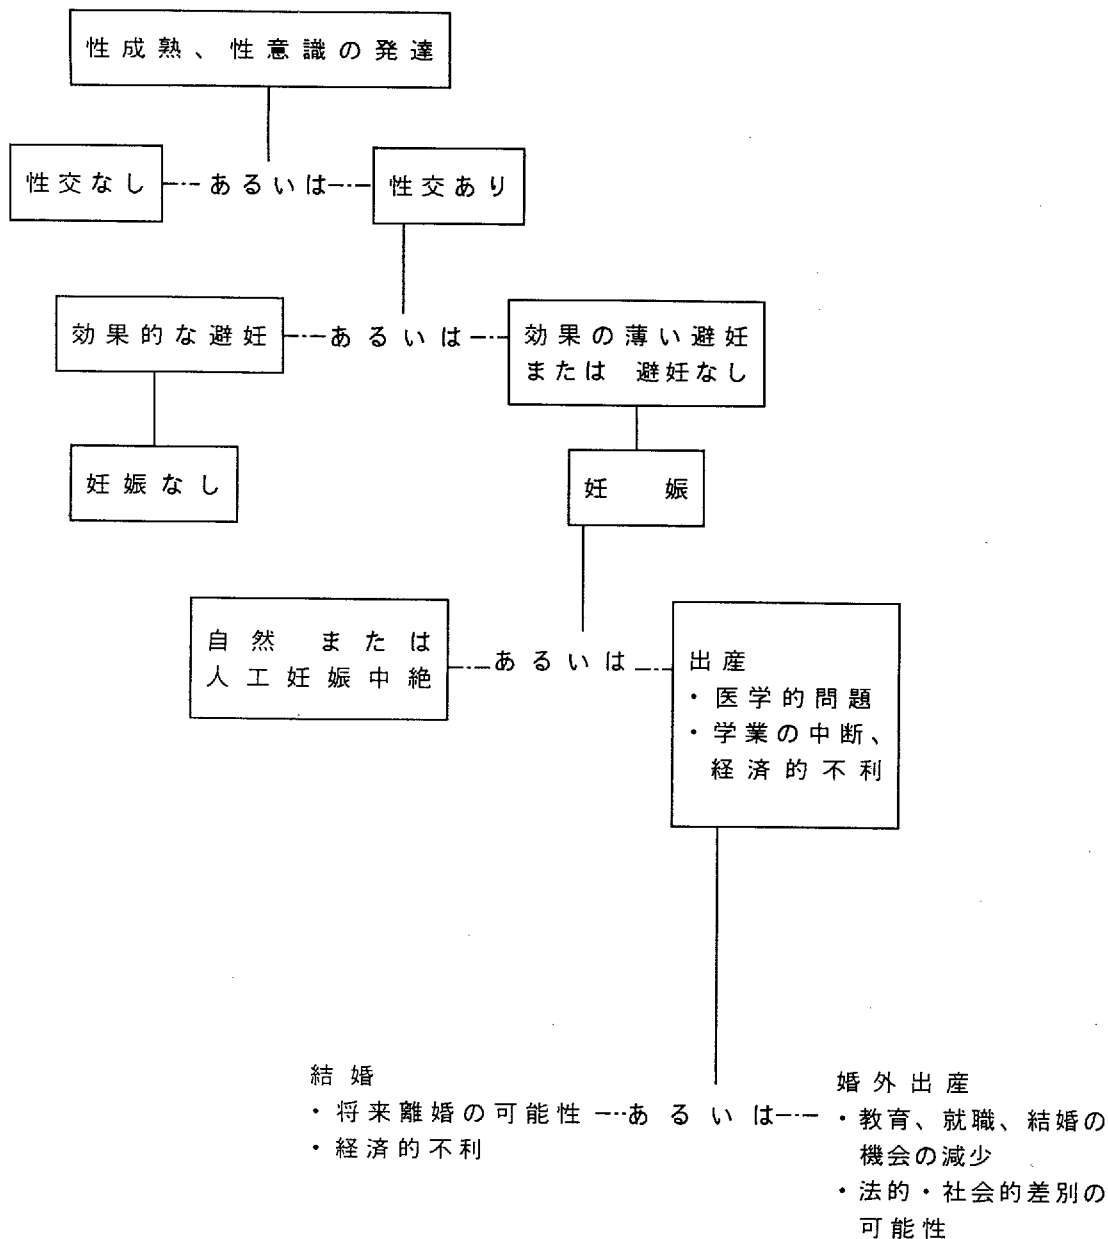 性成熟、性意識の発達
性交なし あるいは 性交あり
効果的な避妊 あるいは 効果の薄い避妊
または 避妊なし
妊娠なし
妊 娠
自然 または
人工妊娠中絶
あるいは
出産
・医学的問題
・学業の中断、
経済的不利
結婚
・将来離婚の可能性
・経済的不利
あるいは
婚外出産
・教育、就職、結婚の
機会の減少
・法的・社会的差別の
可能性